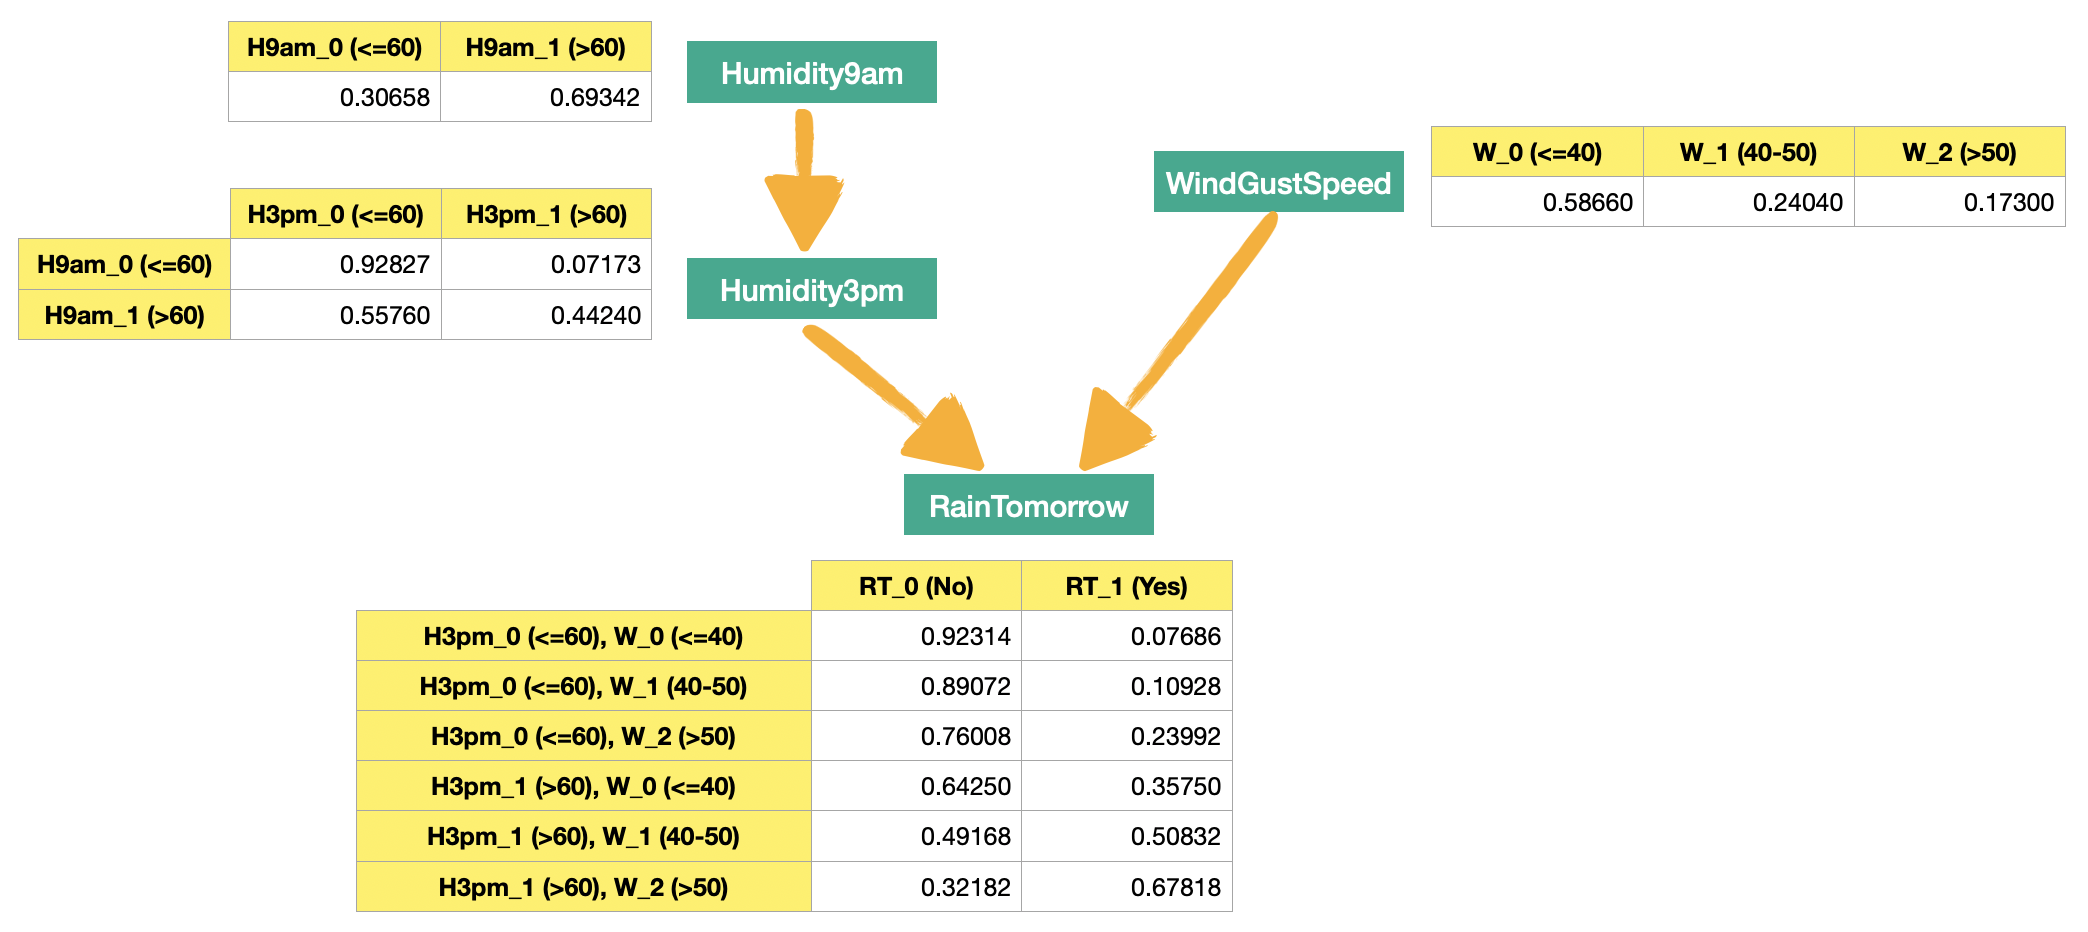 H9am_0 (<=60) H9am_1 (>60)
0.30658 0.69342
Humidity9am
W_0 (<=40) W_1 (40-50) W_2 (>50)
0.58660 0.24040 0.17300
WindGustSpeed
H3pm_0 (<=60) H3pm_1 (>60)
H9am_0 (<=60) 0.92827 0.07173
H9am_1 (>60) 0.55760 0.44240
Humidity3pm
RainTomorrow
RT_0 (No) RT_1 (Yes)
H3pm_0 (<=60), W_0 (<=40) 0.92314 0.07686
H3pm_0 (<=60), W_1 (40-50) 0.89072 0.10928
H3pm_0 (<=60), W_2 (>50) 0.76008 0.23992
H3pm_1 (>60), W_0 (<=40) 0.64250 0.35750
H3pm_1 (>60), W_1 (40-50) 0.49168 0.50832
H3pm_1 (>60), W_2 (>50) 0.32182 0.67818